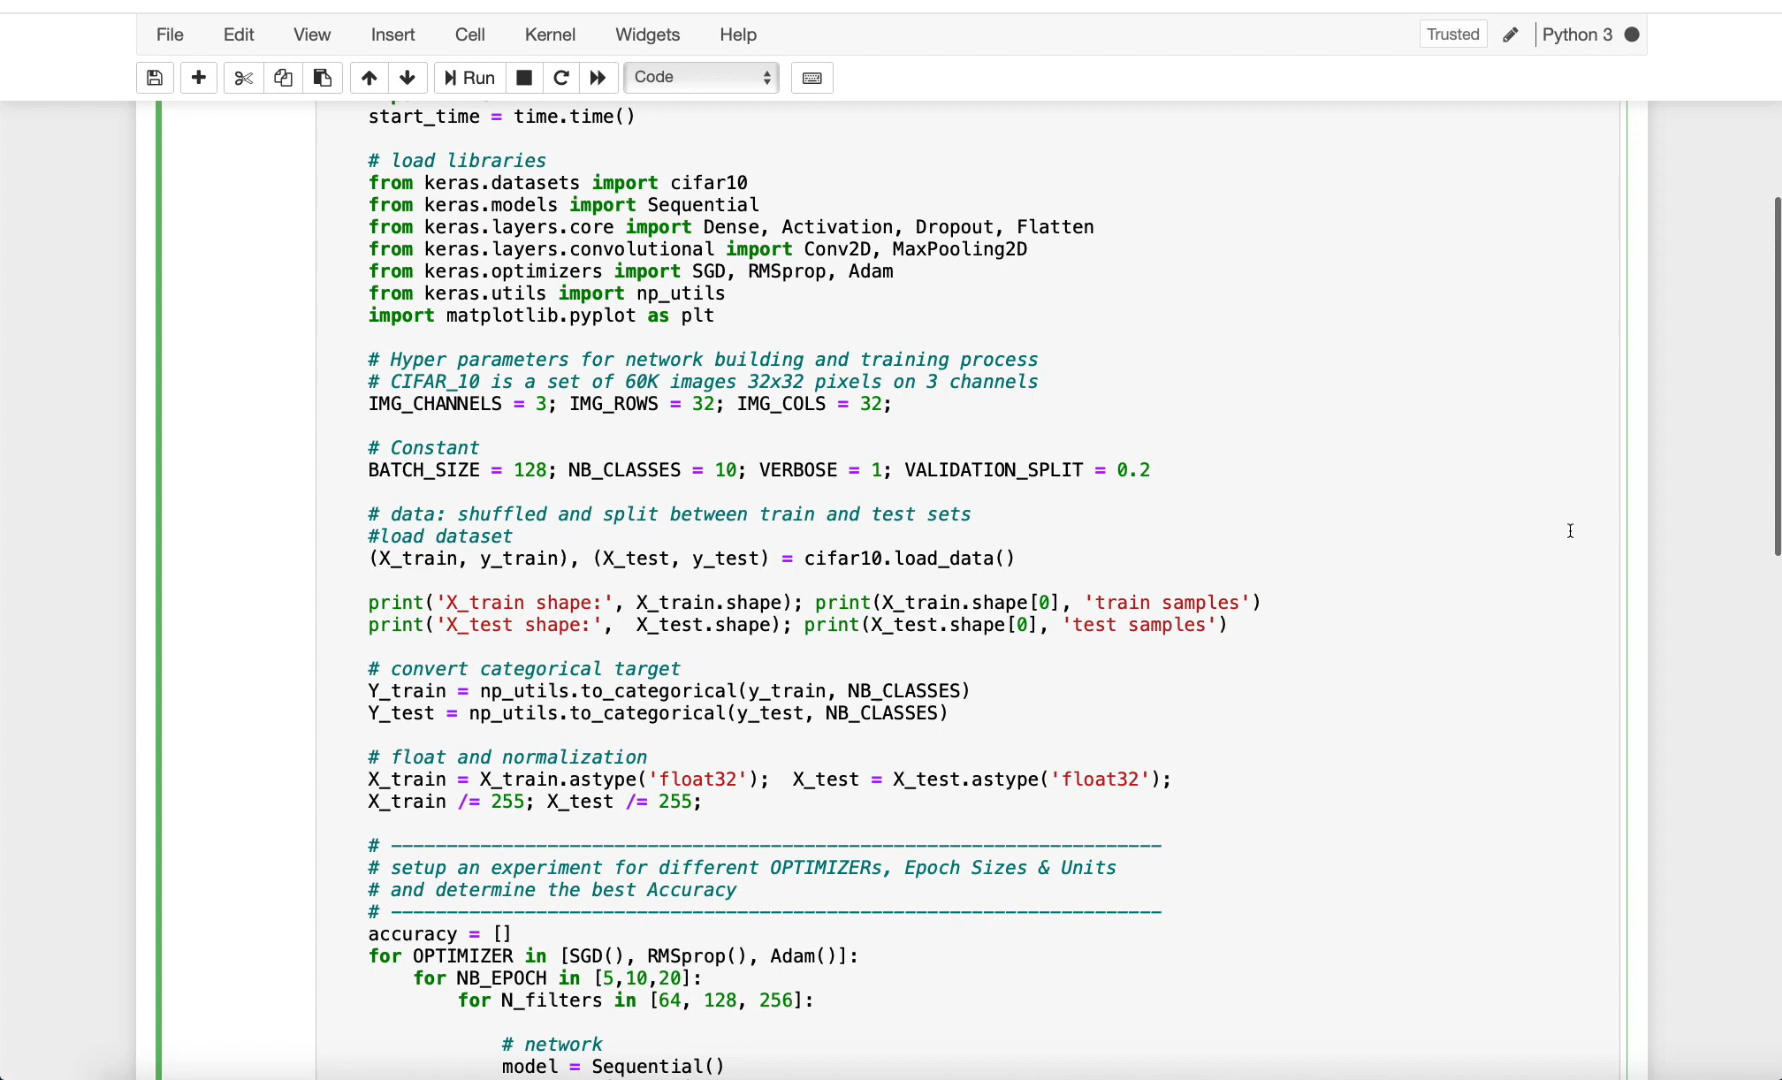 File Edit View Insert Cell Kernel Widgets Help Trusted Python 3
Run Code
start_time = time.time()
# load libraries
from keras.datasets import cifar10
from keras.models import Sequential
from keras.layers.core import Dense, Activation, Dropout, Flatten
from keras.layers.convolutional import Conv2D, MaxPooling2D
from keras.optimizers import SGD, RMSprop, Adam
from keras.utils import np_utils
import matplotlib.pyplot as plt
# Hyper parameters for network building and training process
# CIFAR_10 is a set of 60K images 32x32 pixels on 3 channels
IMG_CHANNELS = 3; IMG_ROWS = 32; IMG_COLS = 32;
# Constant
BATCH_SIZE = 128; NB_CLASSES = 10; VERBOSE = 1; VALIDATION_SPLIT = 0.2
# data: shuffled and split between train and test sets
#load dataset
(X_train, y_train), (X_test, y_test) = cifar10.load_data()
print('X_train shape:', X_train.shape); print(X_train.shape[0], 'train samples')
print('X_test shape:',  X_test.shape); print(X_test.shape[0], 'test samples')
# convert categorical target
Y_train = np_utils.to_categorical(y_train, NB_CLASSES)
Y_test = np_utils.to_categorical(y_test, NB_CLASSES)
# float and normalization
X_train = X_train.astype('float32');  X_test = X_test.astype('float32');
X_train /= 255; X_test /= 255;
# ---------------------------------------------------------------------
# setup an experiment for different OPTIMIZERs, Epoch Sizes & Units
# and determine the best Accuracy
# ---------------------------------------------------------------------
accuracy = []
for OPTIMIZER in [SGD(), RMSprop(), Adam()]:
    for NB_EPOCH in [5,10,20]:
        for N_filters in [64, 128, 256]:
            # network
            model = Sequential()